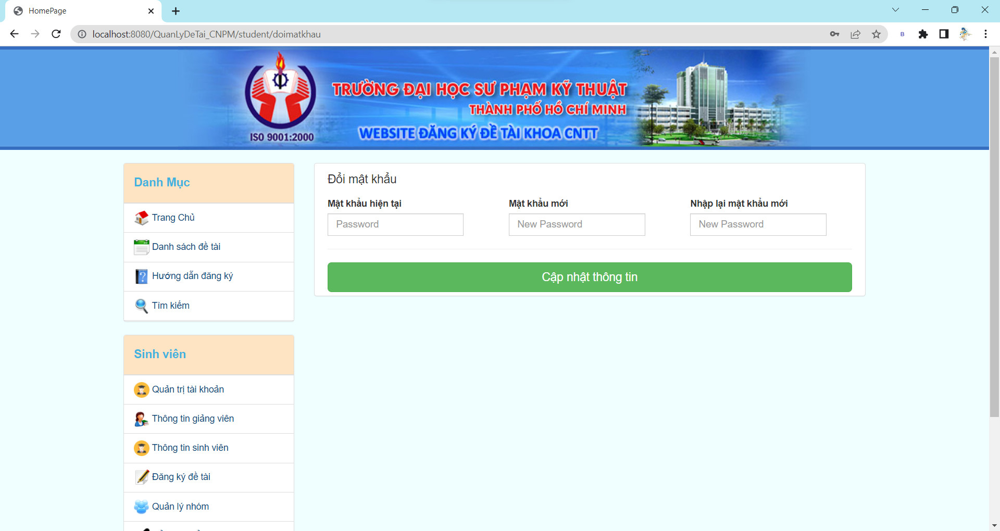 HomePage
localhost:8080/QuanLyDeTai_CNPM/student/doimatkhau
B
TRƯỜNG ĐẠI HỌC SƯ PHẠM KỸ THUẬT
THÀNH PHỐ HỒ CHÍ MINH
WEBSITE ĐĂNG KÝ ĐỀ TÀI KHOA CNTT
ISO 9001:2000
Danh Mục
Trang Chủ
Danh sách đề tài
Hướng dẫn đăng ký
Tìm kiếm
Sinh viên
Quản trị tài khoản
Thông tin giảng viên
Thông tin sinh viên
Đăng ký đề tài
Quản lý nhóm
Đổi mật khẩu
Mật khẩu hiện tại
Password
Mật khẩu mới
New Password
Nhập lại mật khẩu mới
New Password
Cập nhật thông tin